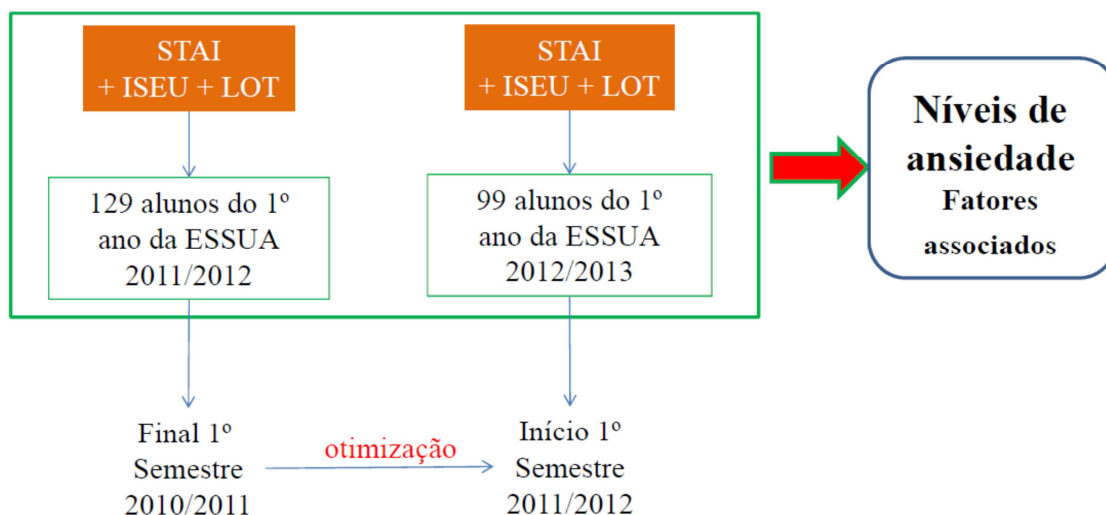 STAI
+ ISEU + LOT
129 alunos do 1º
ano da ESSUA
2011/2012
Final 1º
Semestre
2010/2011
otimização
STAI
+ ISEU + LOT
99 alunos do 1º
ano da ESSUA
2012/2013
Início 1º
Semestre
2011/2012
Níveis de
ansiedade
Fatores
associados